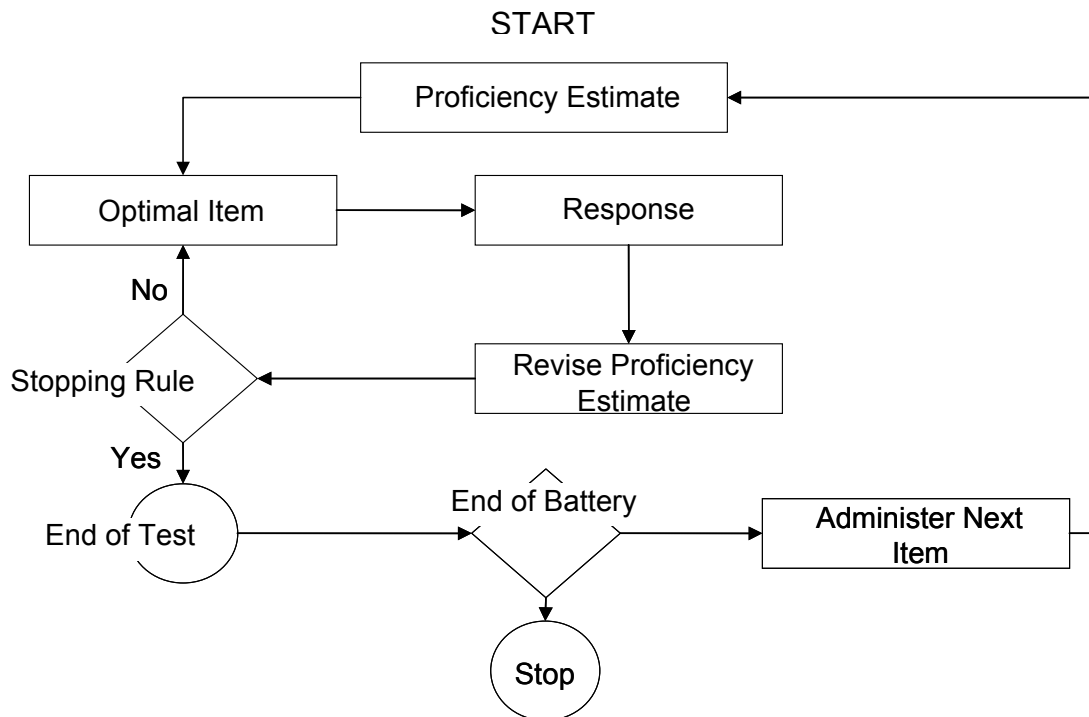 START
Proficiency Estimate
Optimal Item
Response
No
Stopping Rule
Revise Proficiency
Estimate
Yes
End of Test
End of Battery
Administer Next
Item
Stop